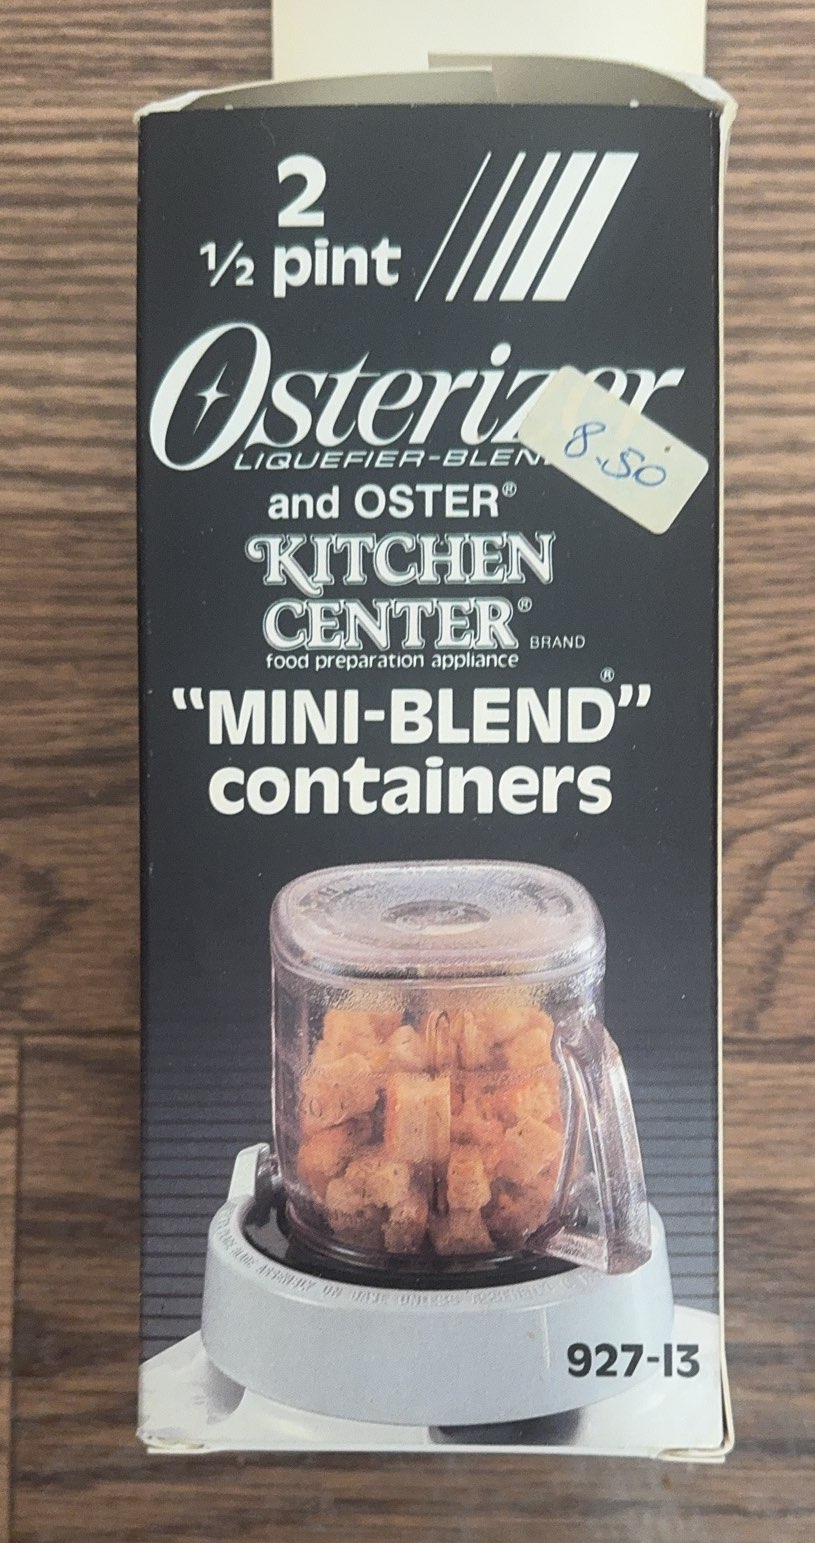 2
½ pint
Osterizer
LIQUEFIER-BLEN
8.50
and OSTER®
KITCHEN
CENTER®
BRAND
food preparation appliance
"MINI-BLEND"®
containers
927-13